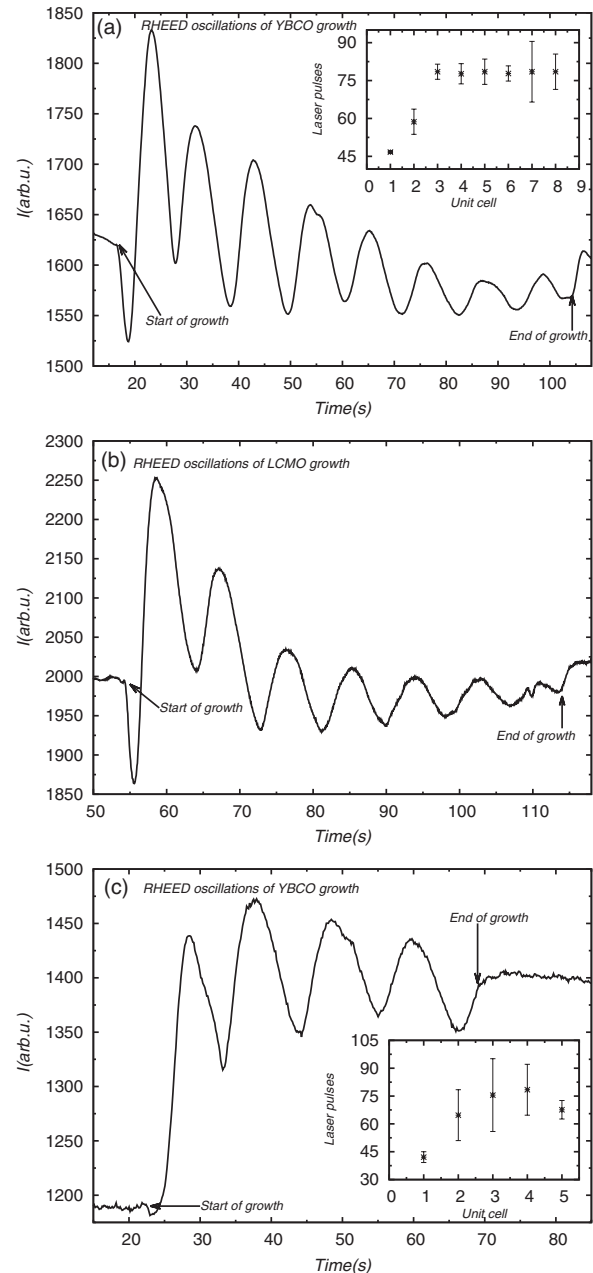 (a) RHEED oscillations of YBCO growth
I(arb.u.)
1850
1800
1750
1700
1650
1600
1550
1500
Start of growth
End of growth
20 30 40 50 60 70 80 90 100
Time(s)
Laser pulses
90
75
60
45
0 1 2 3 4 5 6 7 8 9
Unit cell
(b) RHEED oscillations of LCMO growth
I(arb.u.)
2300
2250
2200
2150
2100
2050
2000
1950
1900
1850
Start of growth
End of growth
50 60 70 80 90 100 110
Time(s)
(c) RHEED oscillations of YBCO growth
I(arb.u.)
1500
1400
1300
1200
Start of growth
End of growth
20 30 40 50 60 70 80
Time(s)
Laser pulses
105
90
75
60
45
30
0 1 2 3 4 5
Unit cell